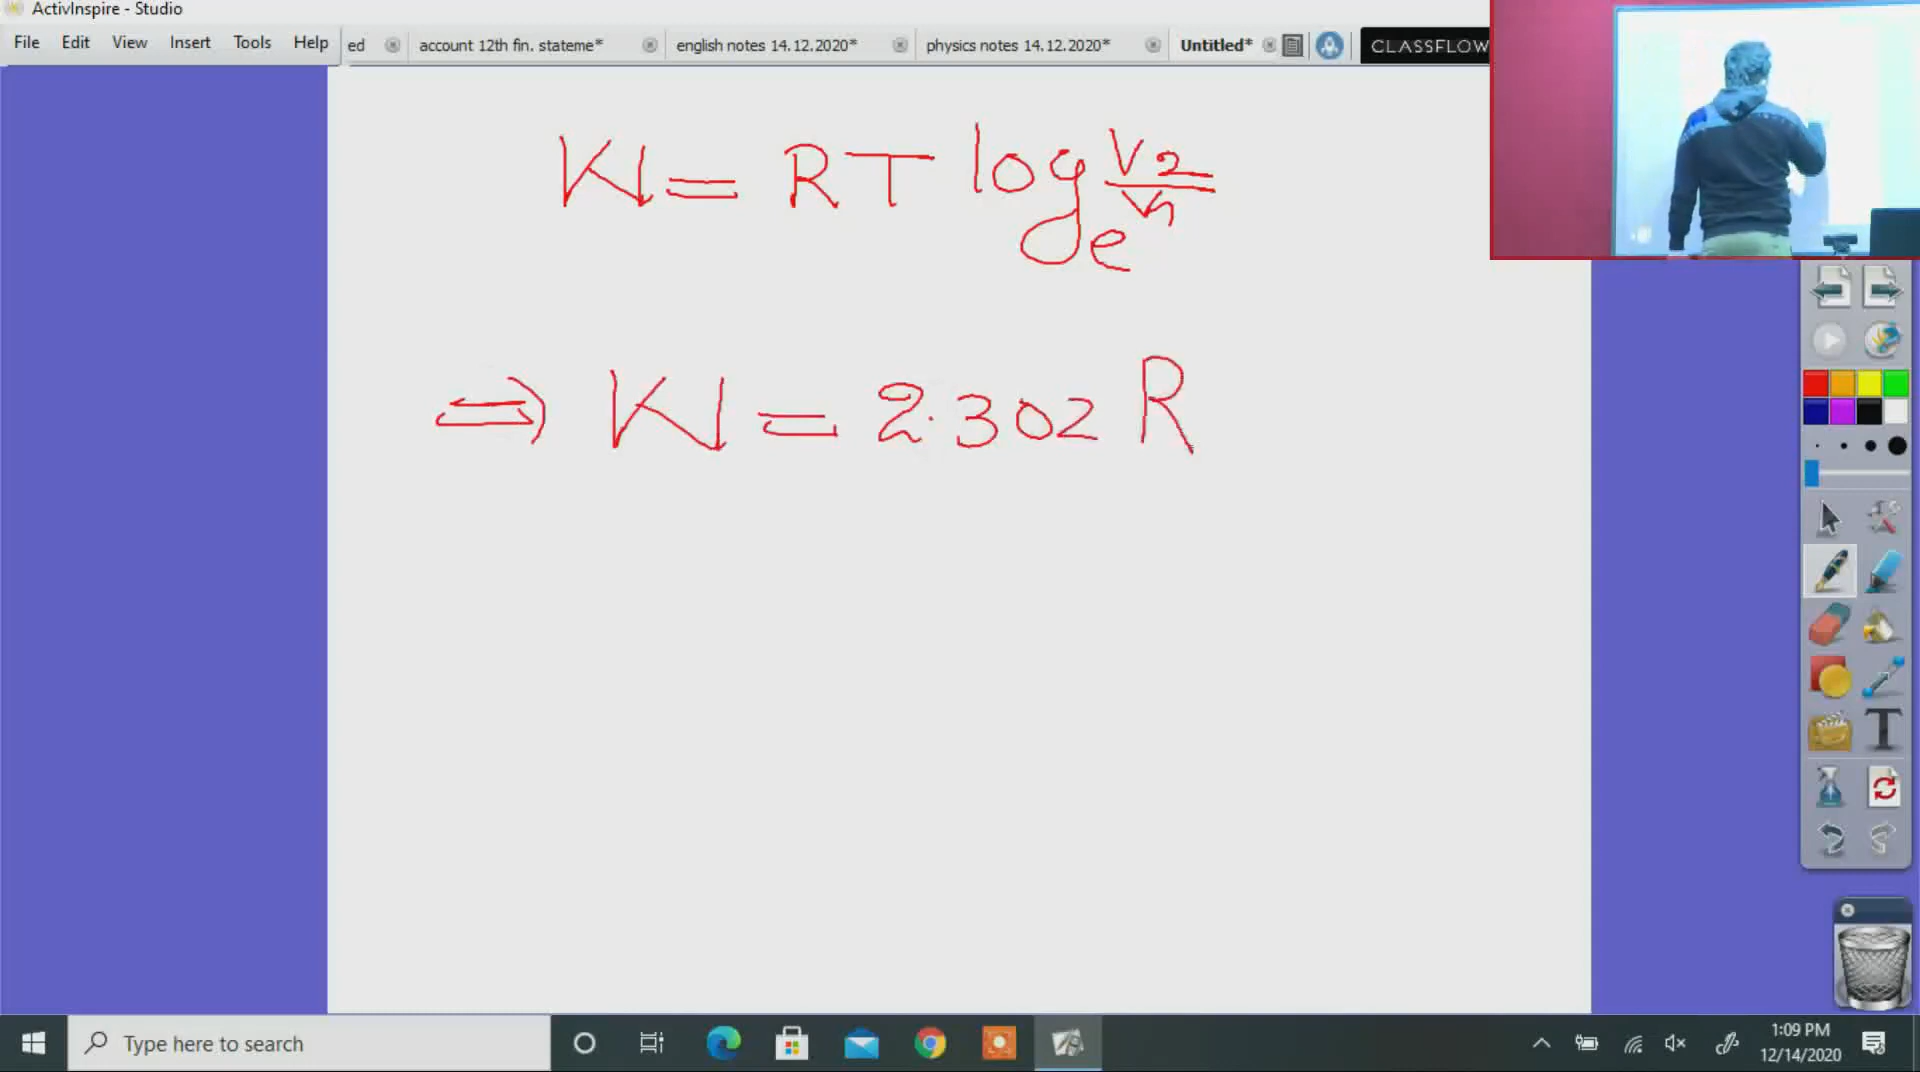 ActivInspire - Studio
File Edit View Insert Tools Help ed account 12th fin. stateme* english notes 14.12.2020* physics notes 14.12.2020* Untitled* CLASSFLOW
= RT log_e V2/V1
⇒ = 2.302 R
T
Type here to search
1:09 PM
12/14/2020